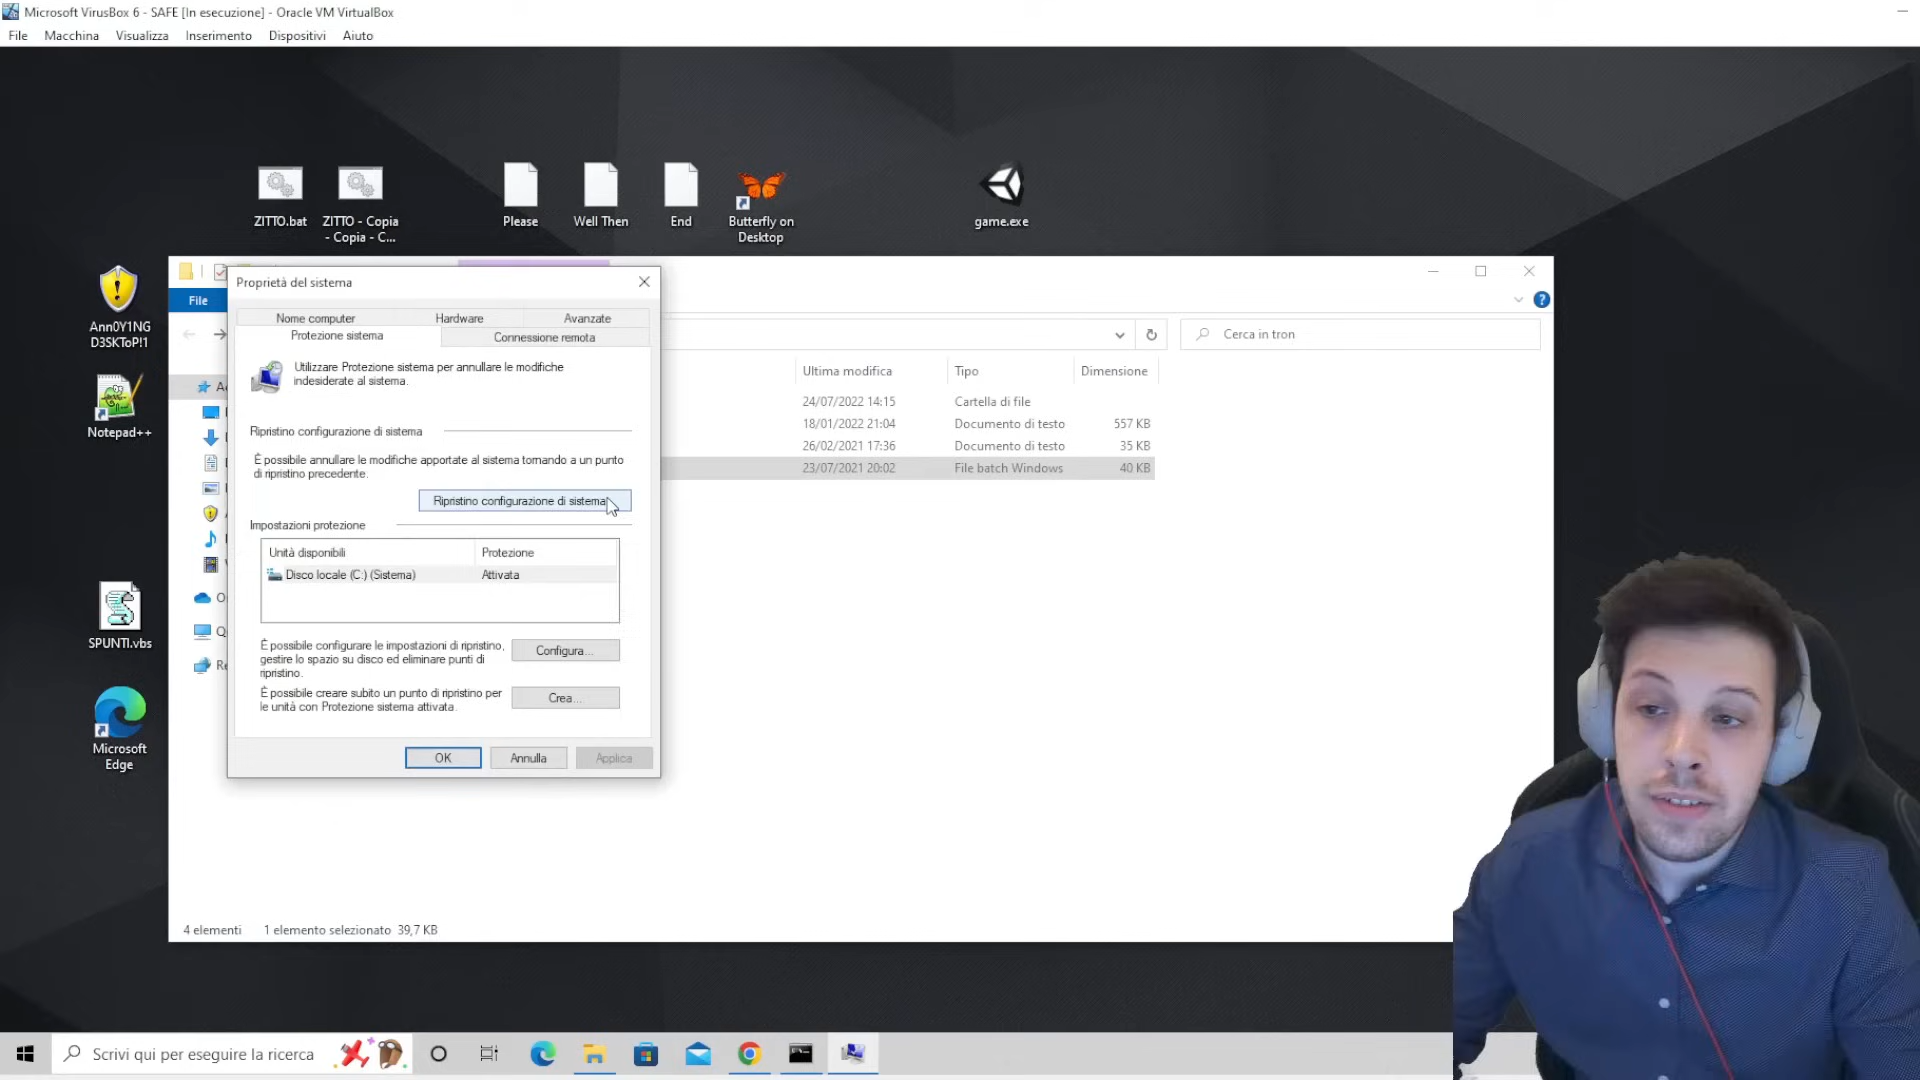 Microsoft VirusBox 6 - SAFE [In esecuzione] - Oracle VM VirtualBox
File Macchina Visualizza Inserimento Dispositivi Aiuto
ZITTO.bat
ZITTO - Copia
- Copia - C...
Please
Well Then
End
Butterfly on
Desktop
game.exe
Ann0Y1NG
D3SKToP!1
Notepad++
SPUNTI.vbs
Microsoft
Edge
File
Cerca in tron
Ultima modifica Tipo Dimensione
24/07/2022 14:15 Cartella di file
18/01/2022 21:04 Documento di testo 557 KB
26/02/2021 17:36 Documento di testo 35 KB
23/07/2021 20:02 File batch Windows 40 KB
4 elementi 1 elemento selezionato 39,7 KB
Proprietà del sistema
Nome computer Hardware Avanzate
Protezione sistema Connessione remota
Utilizzare Protezione sistema per annullare le modifiche
indesiderate al sistema.
Ripristino configurazione di sistema
È possibile annullare le modifiche apportate al sistema tornando a un punto
di ripristino precedente.
Ripristino configurazione di sistema
Impostazioni protezione
Unità disponibili Protezione
Disco locale (C:) (Sistema) Attivata
È possibile configurare le impostazioni di ripristino,
gestire lo spazio su disco ed eliminare punti di
ripristino.
Configura...
È possibile creare subito un punto di ripristino per
le unità con Protezione sistema attivata.
Crea...
OK Annulla Applica
Scrivi qui per eseguire la ricerca